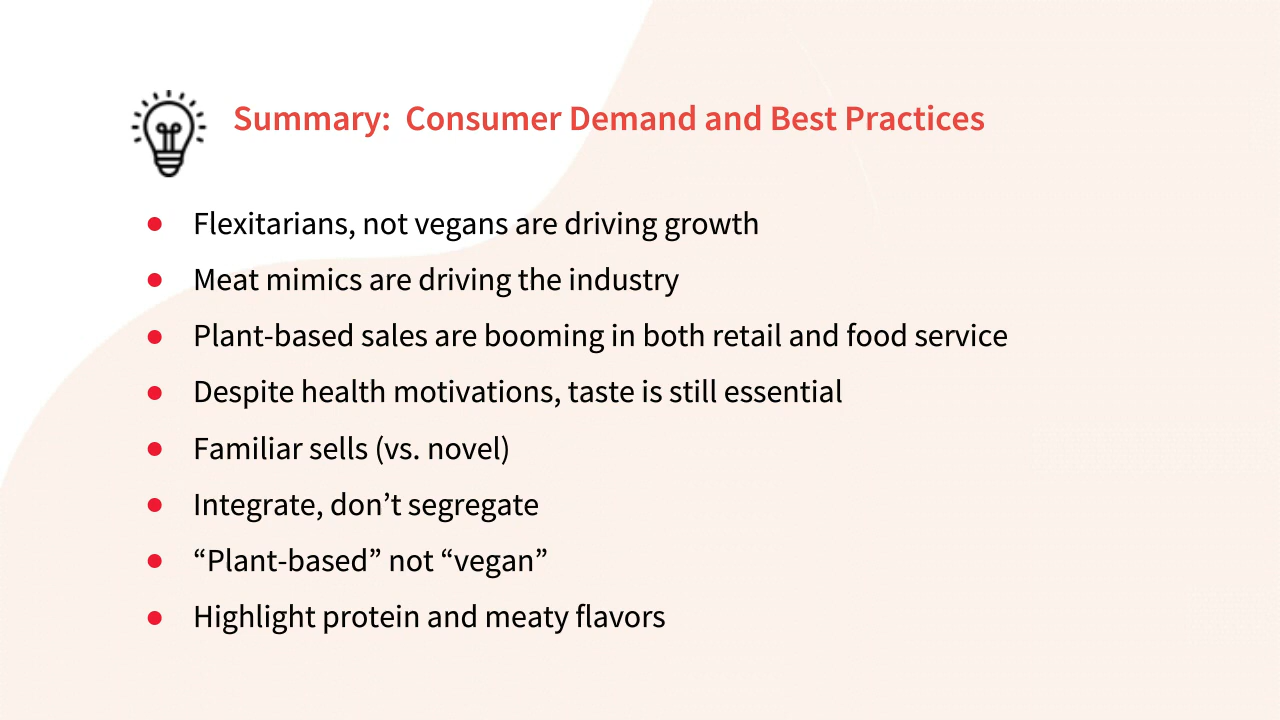 Summary:  Consumer Demand and Best Practices
● Flexitarians, not vegans are driving growth
● Meat mimics are driving the industry
● Plant-based sales are booming in both retail and food service
● Despite health motivations, taste is still essential
● Familiar sells (vs. novel)
● Integrate, don’t segregate
● “Plant-based” not “vegan”
● Highlight protein and meaty flavors